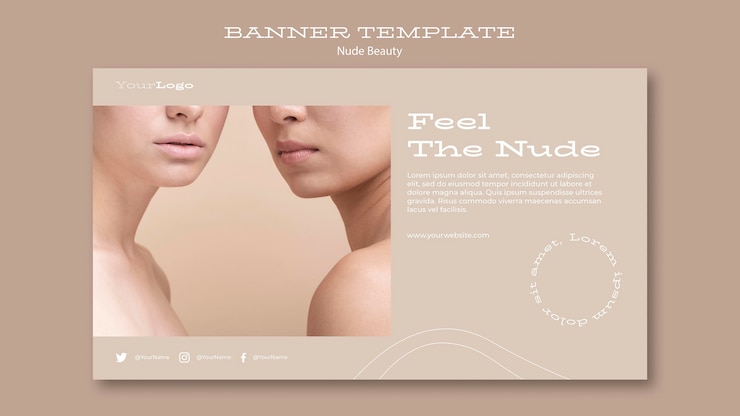 BANNER TEMPLATE
Nude Beauty
YourLogo
Feel
The Nude
Lorem ipsum dolor sit amet, consectetur adipiscing
alit, sed do eiusmod tempor incididunt ut labore et
dolore magna aliqua. Quis ipsum suspendisse ultrices
gravida. Risus commodo viverra maecenas accumsan
lacus vel facilisis.
www.yourwebsite.com
Lorem ipsum dolor sit amet,
@YourName @YourName @YourName